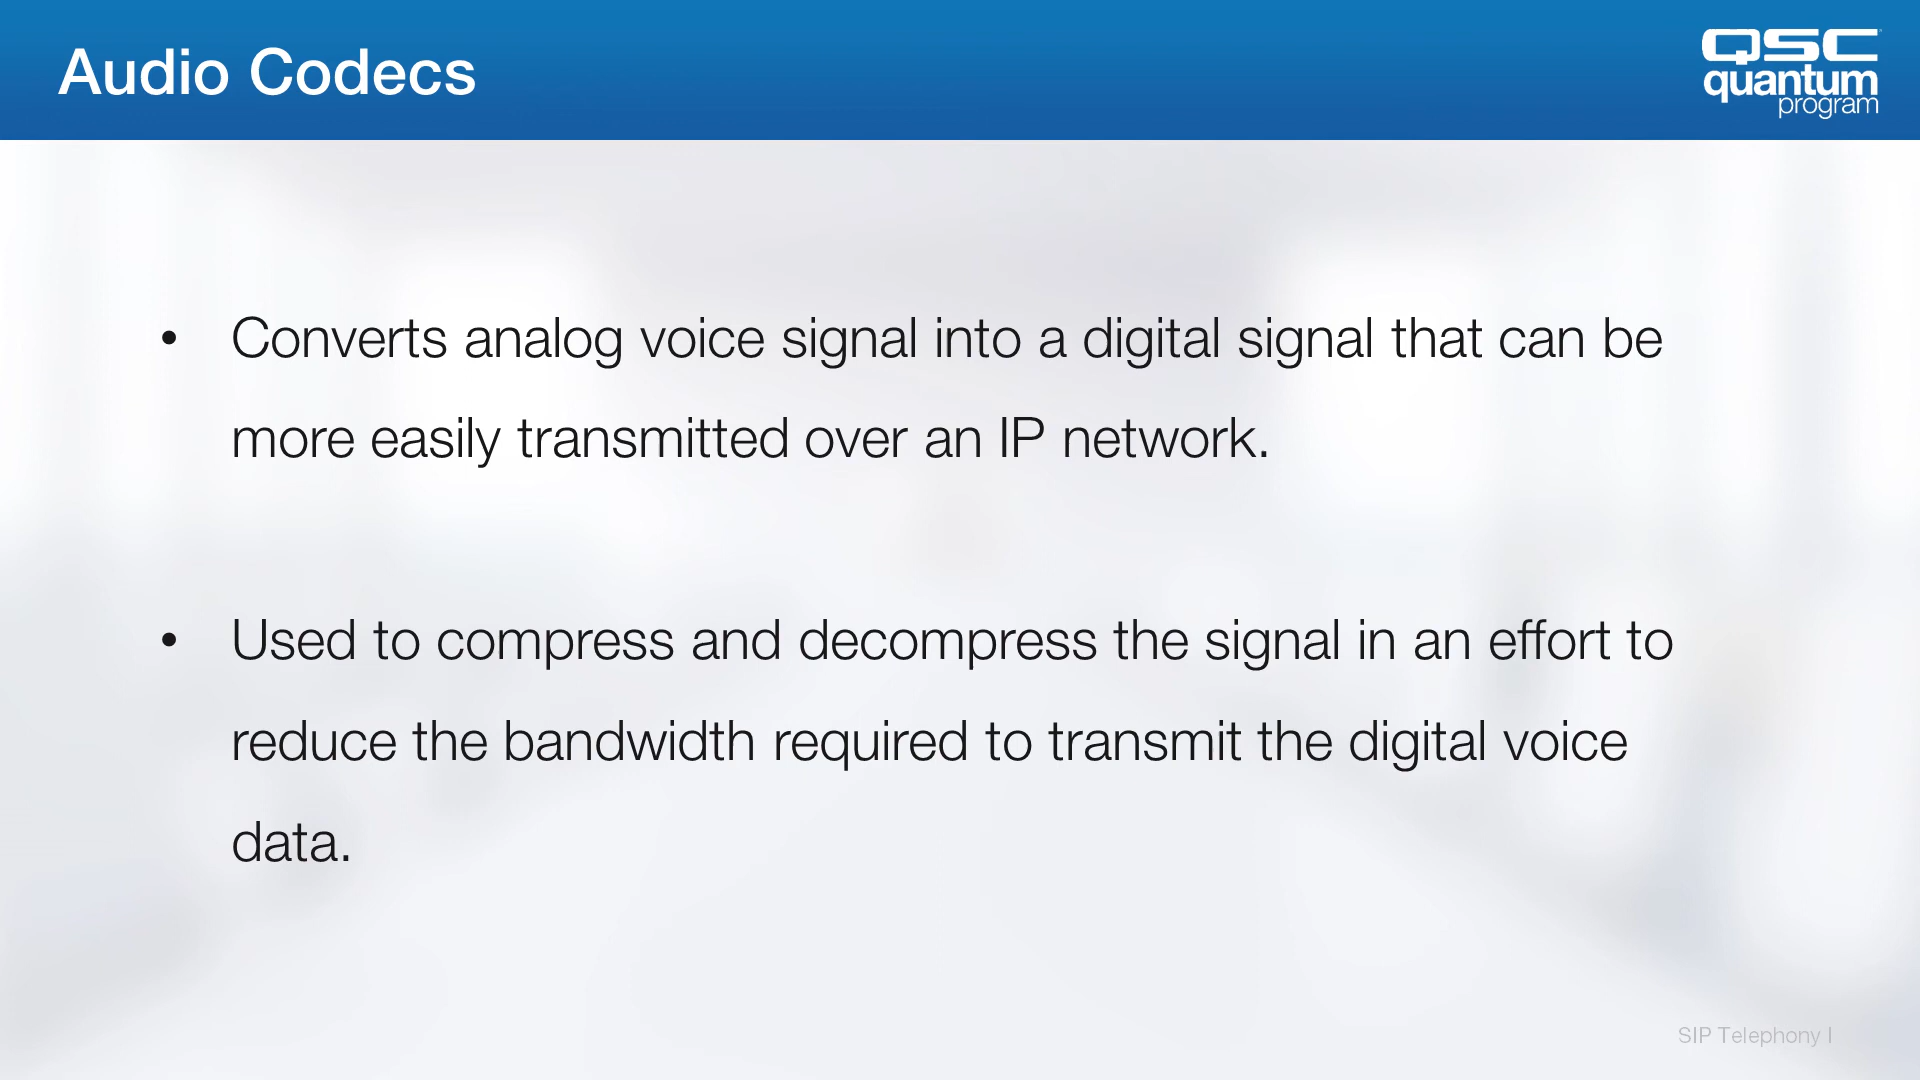 Audio Codecs
QSC
quantum
program
• Converts analog voice signal into a digital signal that can be
more easily transmitted over an IP network.
• Used to compress and decompress the signal in an effort to
reduce the bandwidth required to transmit the digital voice
data.
SIP Telephony I